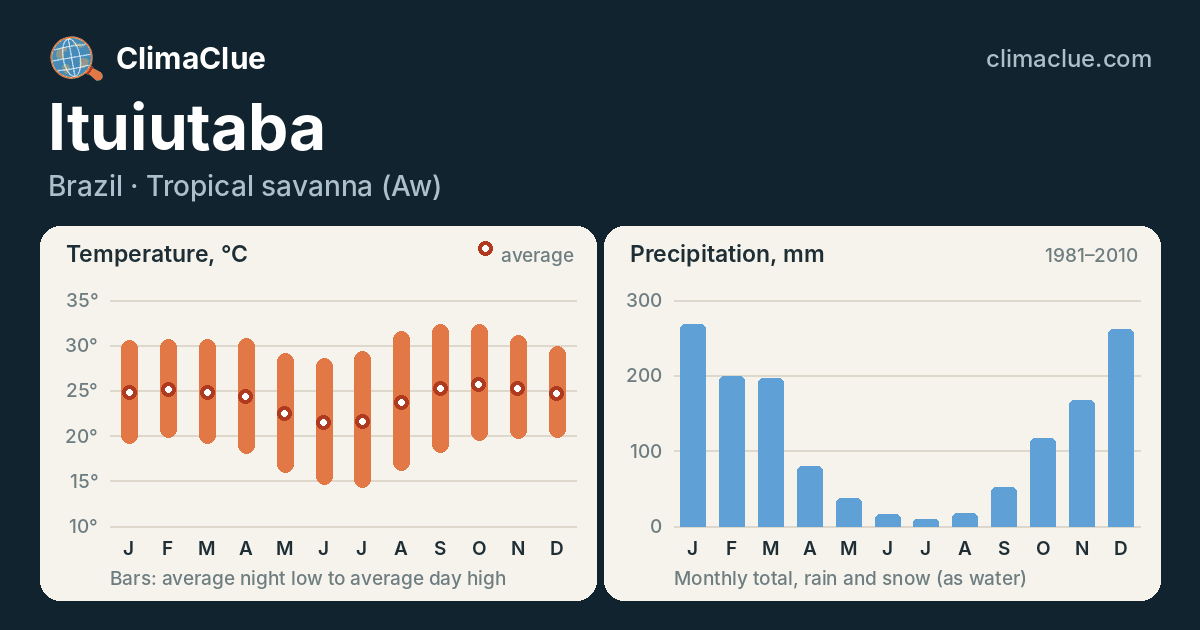 ClimaClue
climaclue.com
Ituiutaba
Brazil · Tropical savanna (Aw)
Temperature, °C
average
35°
30°
25°
20°
15°
10°
J F M A M J J A S O N D
Bars: average night low to average day high
Precipitation, mm
1981–2010
300
200
100
0
J F M A M J J A S O N D
Monthly total, rain and snow (as water)